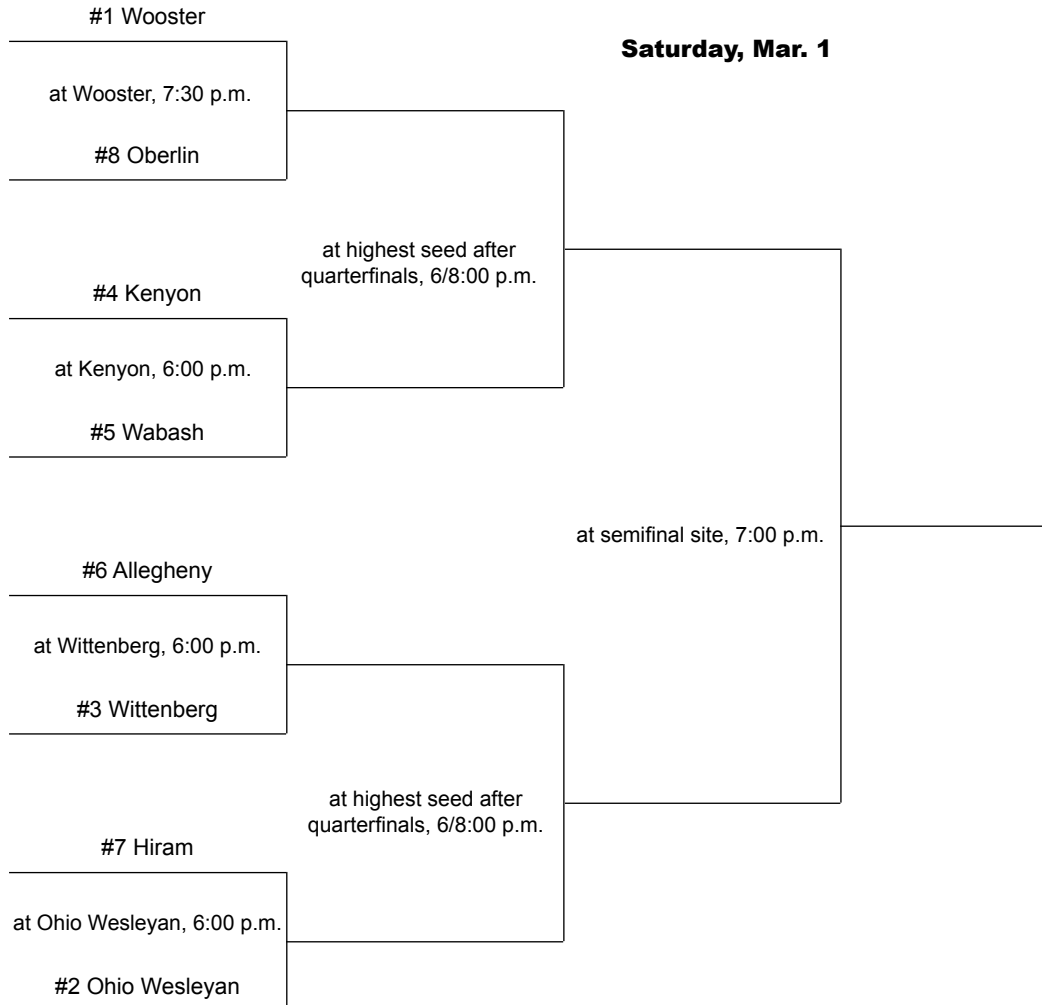 #1 Wooster
Saturday, Mar. 1
at Wooster, 7:30 p.m.
#8 Oberlin
at highest seed after
quarterfinals, 6/8:00 p.m.
#4 Kenyon
at Kenyon, 6:00 p.m.
#5 Wabash
at semifinal site, 7:00 p.m.
#6 Allegheny
at Wittenberg, 6:00 p.m.
#3 Wittenberg
at highest seed after
quarterfinals, 6/8:00 p.m.
#7 Hiram
at Ohio Wesleyan, 6:00 p.m.
#2 Ohio Wesleyan